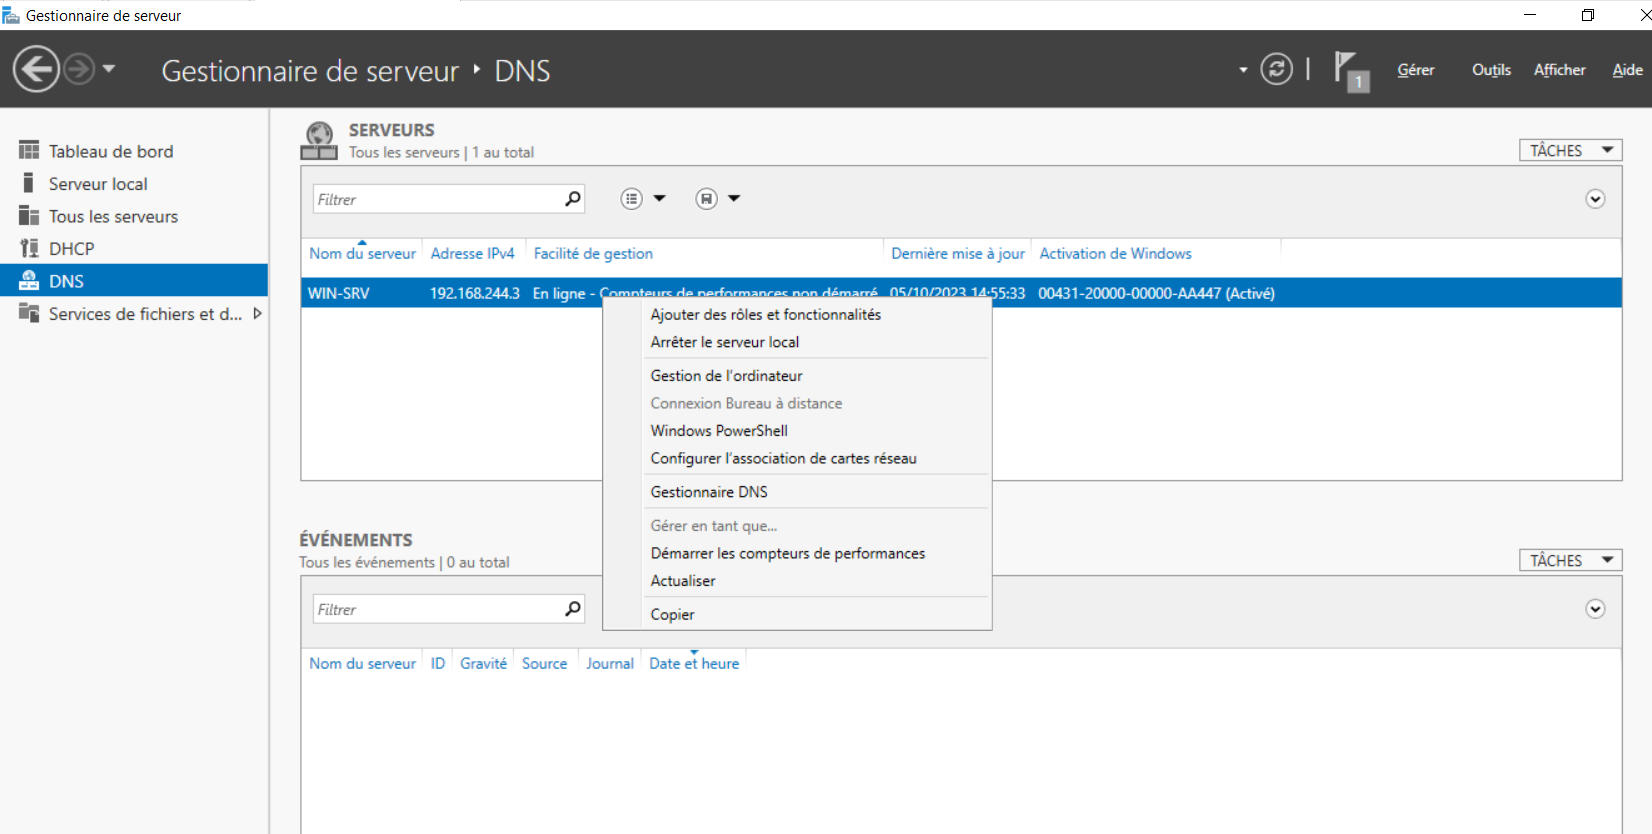 Gestionnaire de serveur
Gestionnaire de serveur DNS
1
Gérer
Outils
Afficher
Aide
Tableau de bord
Serveur local
Tous les serveurs
DHCP
DNS
Services de fichiers et d...
SERVEURS
Tous les serveurs | 1 au total
TÂCHES
Filtrer
Nom du serveur Adresse IPv4 Facilité de gestion Dernière mise à jour Activation de Windows
WIN-SRV 192.168.244.3 En ligne - Compteurs de performances non démarré 05/10/2023 14:55:33 00431-20000-00000-AA447 (Activé)
Ajouter des rôles et fonctionnalités
Arrêter le serveur local
Gestion de l'ordinateur
Connexion Bureau à distance
Windows PowerShell
Configurer l'association de cartes réseau
Gestionnaire DNS
Gérer en tant que...
Démarrer les compteurs de performances
Actualiser
Copier
ÉVÉNEMENTS
Tous les événements | 0 au total
TÂCHES
Filtrer
Nom du serveur ID Gravité Source Journal Date et heure